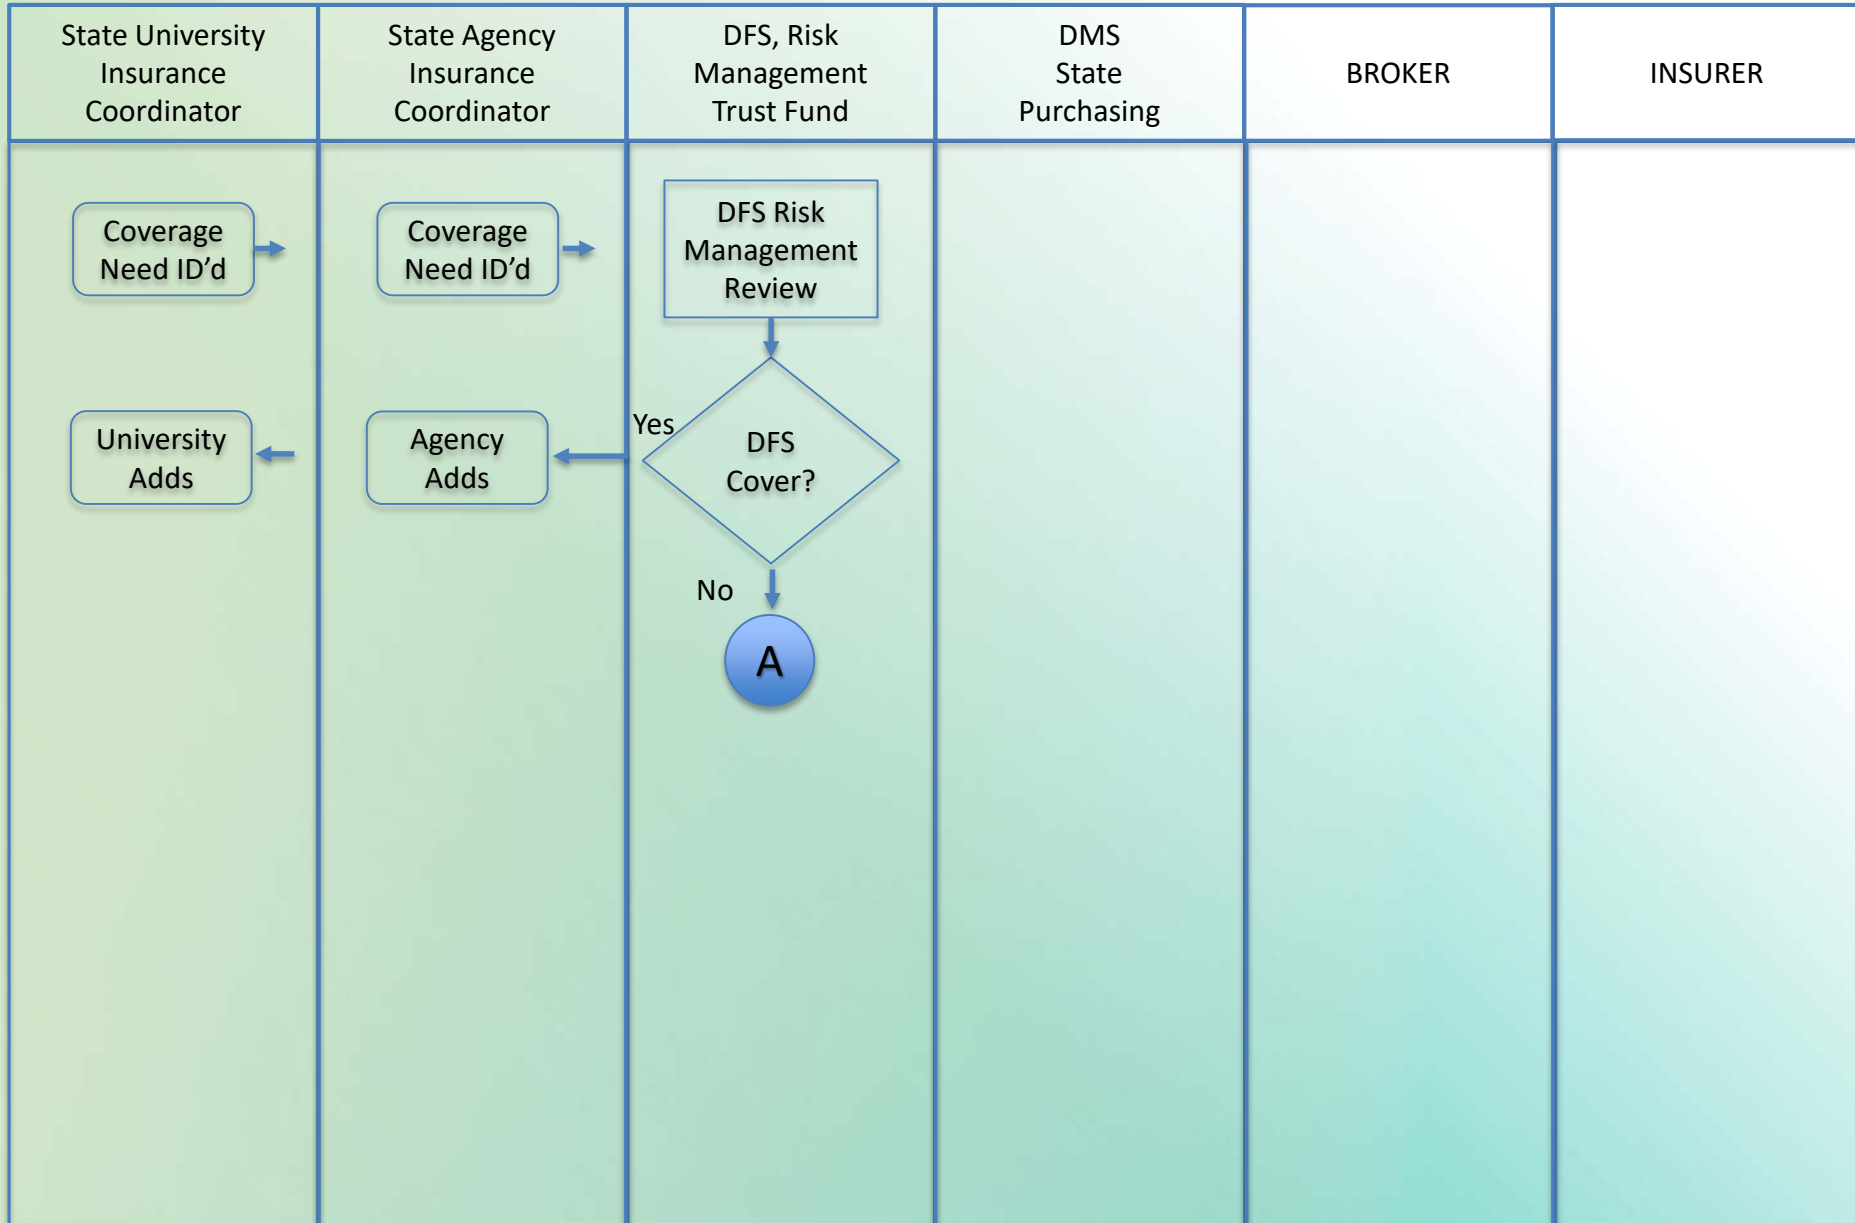 State University
Insurance
Coordinator
State Agency
Insurance
Coordinator
DFS, Risk
Management
Trust Fund
DMS
State
Purchasing
BROKER
INSURER
Coverage
Need ID’d
Coverage
Need ID’d
DFS Risk
Management
Review
University
Adds
Agency
Adds
Yes
DFS
Cover?
No
A